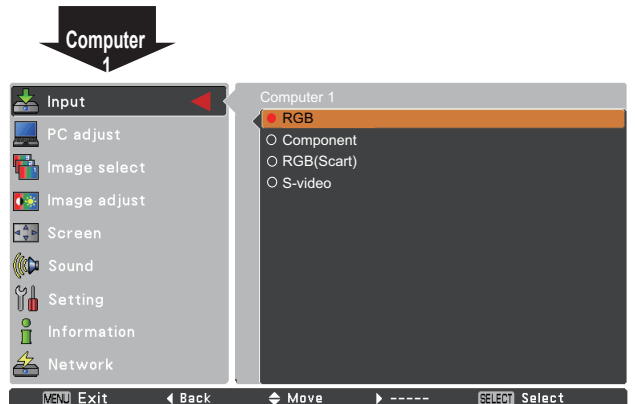 Computer
1
Input
PC adjust
Image select
Image adjust
Screen
Sound
Setting
Information
Network
Computer 1
RGB
Component
RGB(Scart)
S-video
MENU Exit ◀ Back Move ▶ ----- SELECT Select